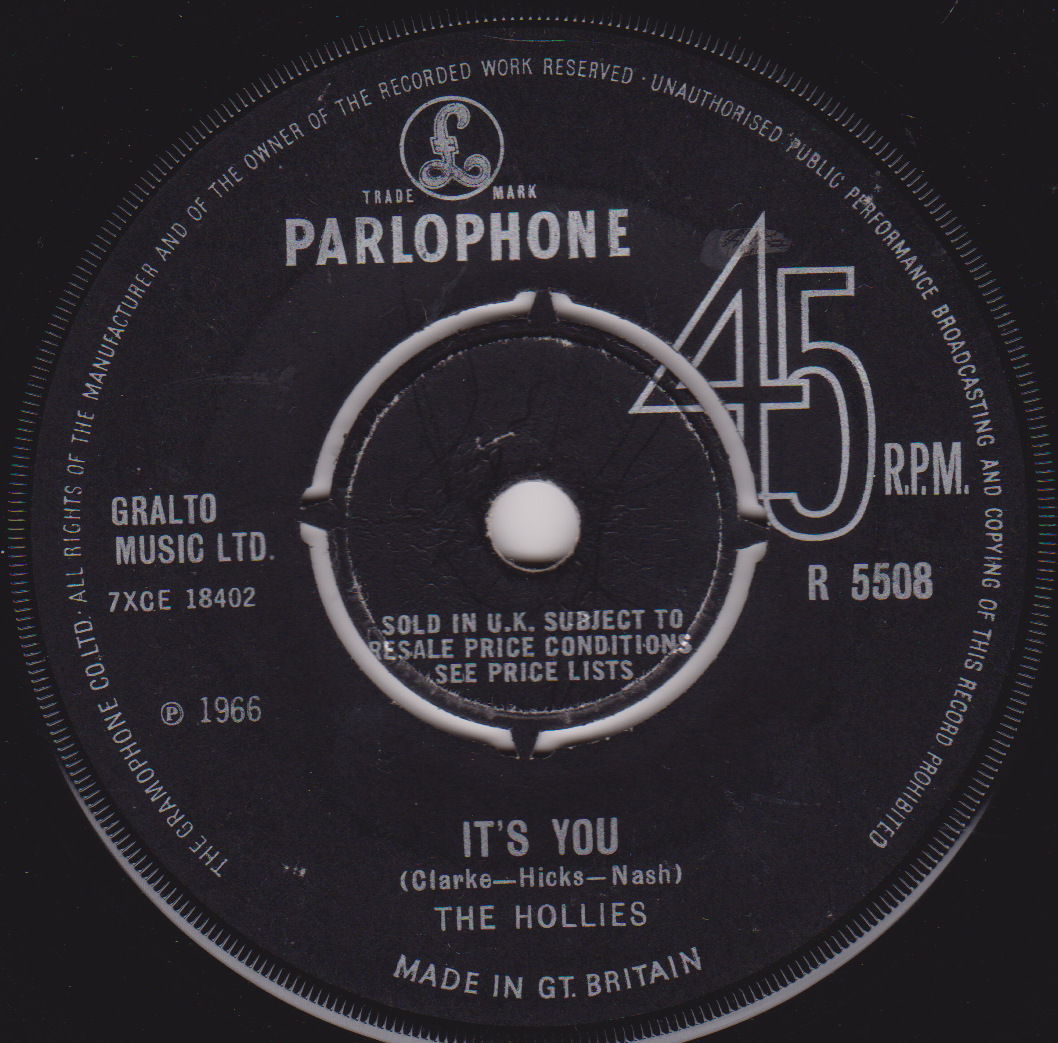 THE GRAMOPHONE CO. LTD. · ALL RIGHTS OF THE MANUFACTURER AND OF THE OWNER OF THE RECORDED WORK RESERVED · UNAUTHORISED PUBLIC PERFORMANCE BROADCASTING AND COPYING OF THIS RECORD PROHIBITED
£
TRADE MARK
PARLOPHONE
45
R.P.M.
GRALTO
MUSIC LTD.
7XCE 18402
R 5508
SOLD IN U.K. SUBJECT TO
RESALE PRICE CONDITIONS
SEE PRICE LISTS
℗ 1966
IT'S YOU
(Clarke—Hicks—Nash)
THE HOLLIES
MADE IN GT. BRITAIN